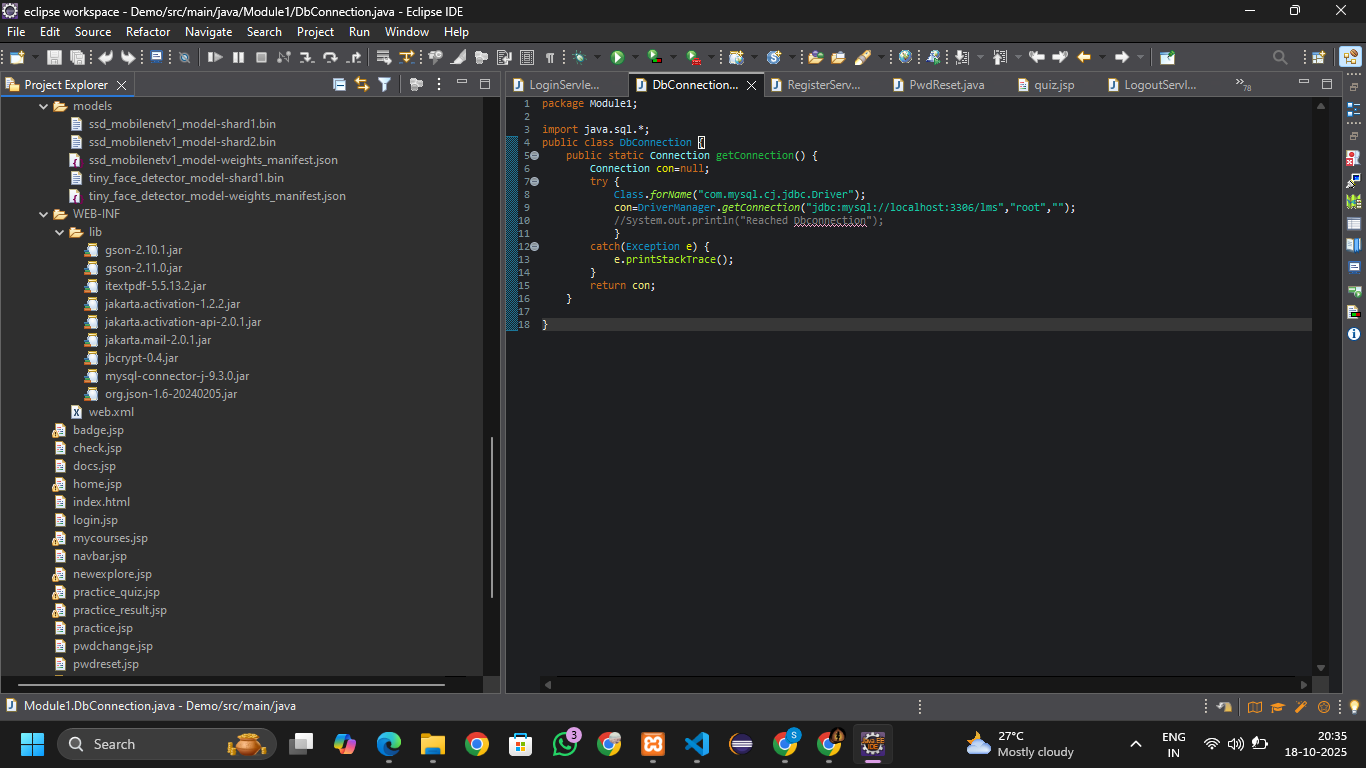 eclipse workspace - Demo/src/main/java/Module1/DbConnection.java - Eclipse IDE
File Edit Source Refactor Navigate Search Project Run Window Help
Project Explorer
LoginServle... DbConnection... RegisterServ... PwdReset.java quiz.jsp LogoutServl... 78
models
ssd_mobilenetv1_model-shard1.bin
ssd_mobilenetv1_model-shard2.bin
ssd_mobilenetv1_model-weights_manifest.json
tiny_face_detector_model-shard1.bin
tiny_face_detector_model-weights_manifest.json
WEB-INF
lib
gson-2.10.1.jar
gson-2.11.0.jar
itextpdf-5.5.13.2.jar
jakarta.activation-1.2.2.jar
jakarta.activation-api-2.0.1.jar
jakarta.mail-2.0.1.jar
jbcrypt-0.4.jar
mysql-connector-j-9.3.0.jar
org.json-1.6-20240205.jar
web.xml
badge.jsp
check.jsp
docs.jsp
home.jsp
index.html
login.jsp
mycourses.jsp
navbar.jsp
newexplore.jsp
practice_quiz.jsp
practice_result.jsp
practice.jsp
pwdchange.jsp
pwdreset.jsp
1 package Module1;
2
3 import java.sql.*;
4 public class DbConnection {
5 public static Connection getConnection() {
6 Connection con=null;
7 try {
8 Class.forName("com.mysql.cj.jdbc.Driver");
9 con=DriverManager.getConnection("jdbc:mysql://localhost:3306/lms","root","");
10 //System.out.println("Reached Dbconnection");
11 }
12 catch(Exception e) {
13 e.printStackTrace();
14 }
15 return con;
16 }
17
18 }
Module1.DbConnection.java - Demo/src/main/java
Search
3
S
JAVA EE
IDE
27°C
Mostly cloudy
ENG
IN
20:35
18-10-2025